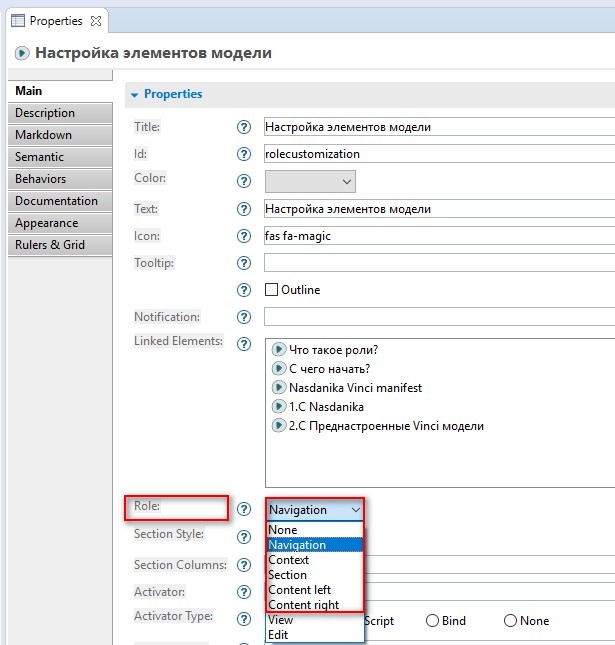 Properties
Настройка элементов модели
Main
Description
Markdown
Semantic
Behaviors
Documentation
Appearance
Rulers & Grid
Properties
Title: Настройка элементов модели
Id: rolecustomization
Color:
Text: Настройка элементов модели
Icon: fas fa-magic
Tooltip:
Outline
Notification:
Linked Elements:
Что такое роли?
С чего начать?
Nasdanika Vinci manifest
1.С Nasdanika
2.С Преднастроенные Vinci модели
Role: Navigation
None
Navigation
Context
Section
Content left
Content right
View
Edit
Section Style:
Section Columns:
Activator:
Activator Type: Script Bind None